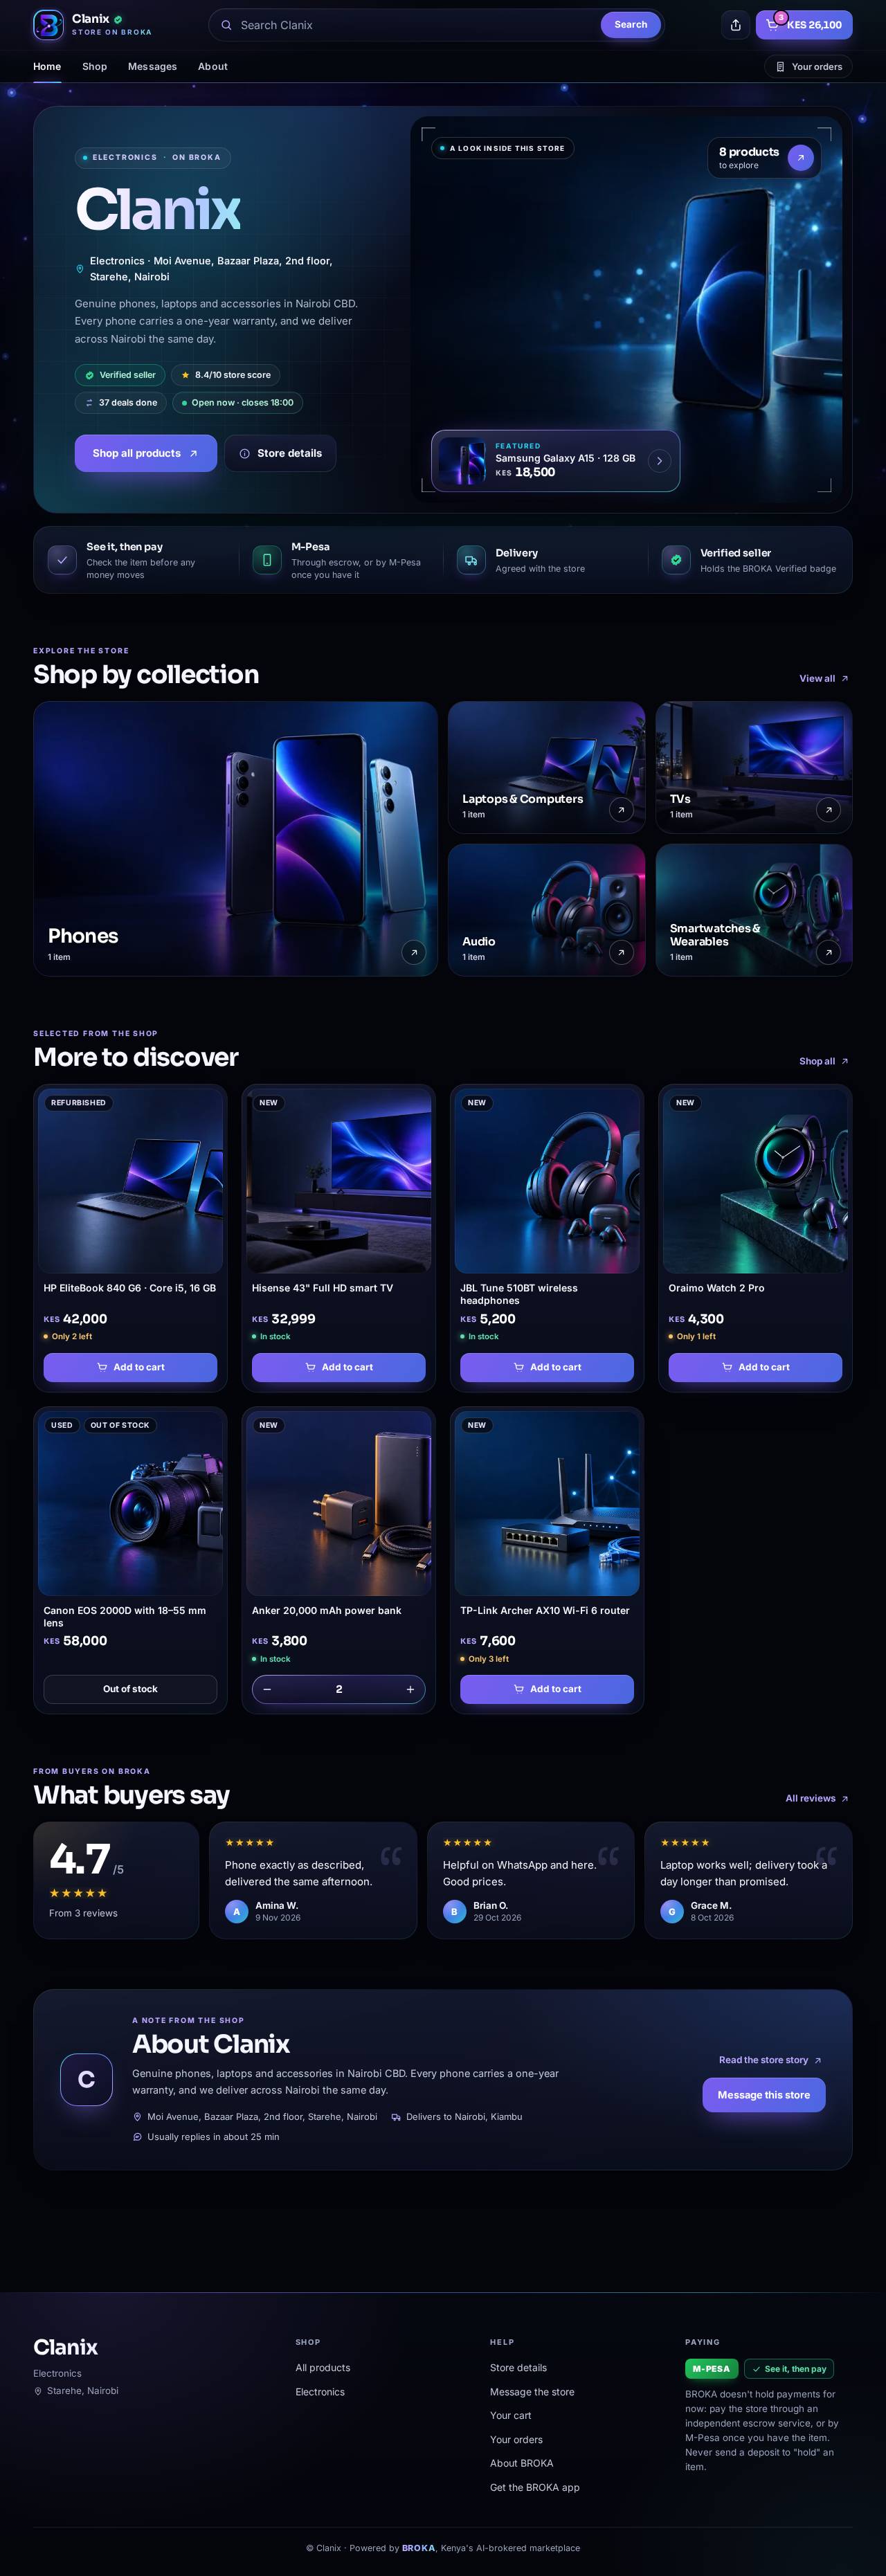 Clanix
STORE ON BROKA
Search Clanix
Search
3
KES 26,100
Home
Shop
Messages
About
Your orders
ELECTRONICS · ON BROKA
Clanix
Electronics · Moi Avenue, Bazaar Plaza, 2nd floor,
Starehe, Nairobi
Genuine phones, laptops and accessories in Nairobi CBD.
Every phone carries a one-year warranty, and we deliver
across Nairobi the same day.
Verified seller
8.4/10 store score
37 deals done
Open now · closes 18:00
Shop all products
Store details
A LOOK INSIDE THIS STORE
8 products
to explore
FEATURED
Samsung Galaxy A15 · 128 GB
KES 18,500
See it, then pay
Check the item before any
money moves
M-Pesa
Through escrow, or by M-Pesa
once you have it
Delivery
Agreed with the store
Verified seller
Holds the BROKA Verified badge
EXPLORE THE STORE
Shop by collection
View all
Phones
1 item
Laptops & Computers
1 item
TVs
1 item
Audio
1 item
Smartwatches &
Wearables
1 item
SELECTED FROM THE SHOP
More to discover
Shop all
REFURBISHED
HP EliteBook 840 G6 · Core i5, 16 GB
KES 42,000
Only 2 left
Add to cart
NEW
Hisense 43" Full HD smart TV
KES 32,999
In stock
Add to cart
NEW
JBL Tune 510BT wireless
headphones
KES 5,200
In stock
Add to cart
NEW
Oraimo Watch 2 Pro
KES 4,300
Only 1 left
Add to cart
USED
OUT OF STOCK
Canon EOS 2000D with 18–55 mm
lens
KES 58,000
Out of stock
NEW
Anker 20,000 mAh power bank
KES 3,800
In stock
− 2 +
NEW
TP-Link Archer AX10 Wi-Fi 6 router
KES 7,600
Only 3 left
Add to cart
FROM BUYERS ON BROKA
What buyers say
All reviews
4.7 /5
★★★★★
From 3 reviews
★★★★★
Phone exactly as described,
delivered the same afternoon.
A
Amina W.
9 Nov 2026
★★★★★
Helpful on WhatsApp and here.
Good prices.
B
Brian O.
29 Oct 2026
★★★★★
Laptop works well; delivery took a
day longer than promised.
G
Grace M.
8 Oct 2026
C
A NOTE FROM THE SHOP
About Clanix
Genuine phones, laptops and accessories in Nairobi CBD. Every phone carries a one-year
warranty, and we deliver across Nairobi the same day.
Moi Avenue, Bazaar Plaza, 2nd floor, Starehe, Nairobi
Delivers to Nairobi, Kiambu
Usually replies in about 25 min
Read the store story
Message this store
Clanix
Electronics
Starehe, Nairobi
SHOP
All products
Electronics
HELP
Store details
Message the store
Your cart
Your orders
About BROKA
Get the BROKA app
PAYING
M-PESA
See it, then pay
BROKA doesn't hold payments for
now: pay the store through an
independent escrow service, or by
M-Pesa once you have the item.
Never send a deposit to "hold" an
item.
© Clanix · Powered by BROKA, Kenya's AI-brokered marketplace